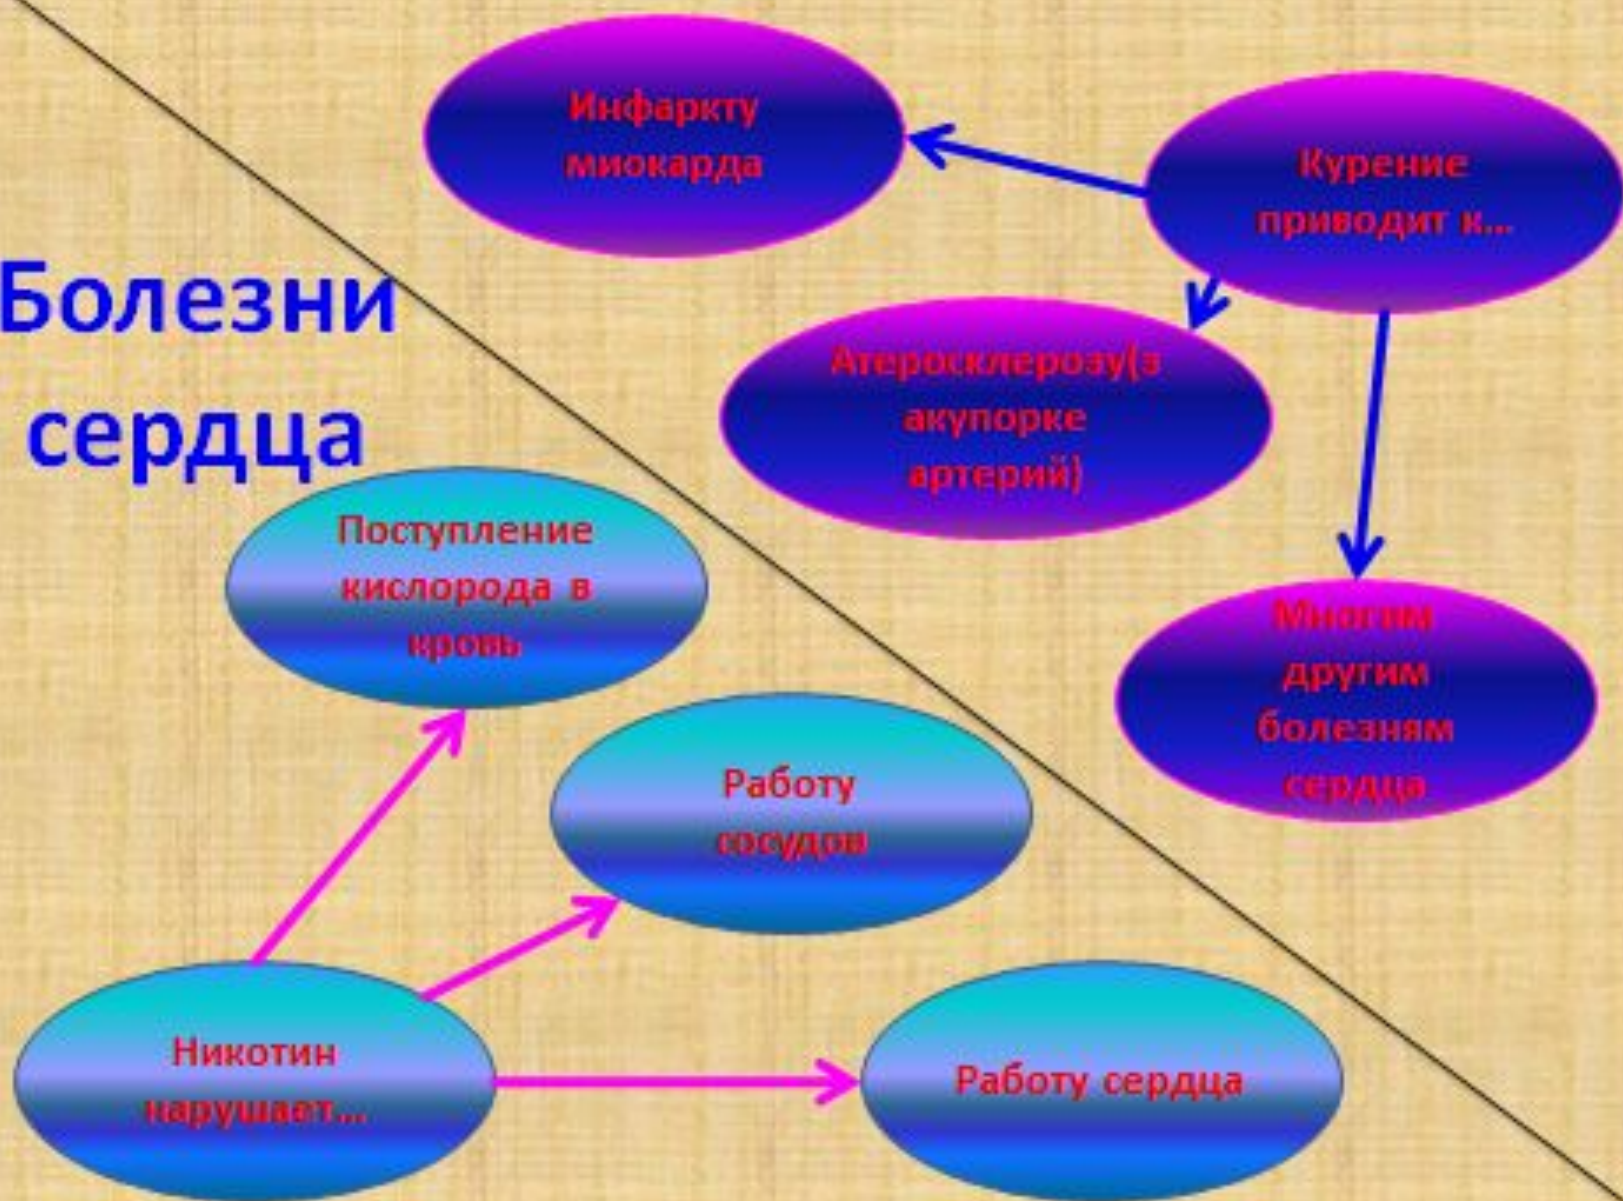 Инфаркту
миокарда
Курение
приводит к...
Болезни
сердца
Атеросклерозу(з
акупорке
артерий)
Поступление
кислорода в
кровь
Многим
другим
болезням
сердца
Работу
сосудов
Никотин
нарушает...
Работу сердца